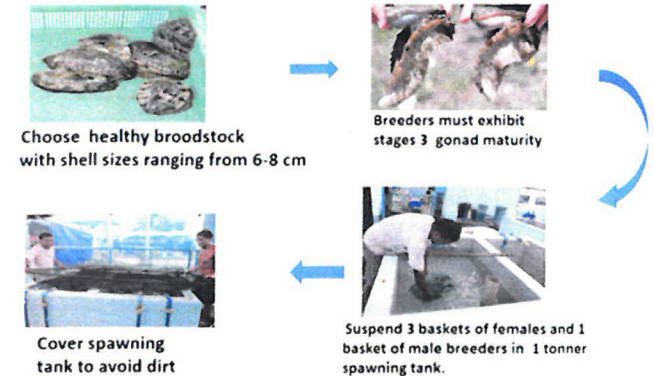 Choose healthy broodstock
with shell sizes ranging from 6-8 cm
Breeders must exhibit
stages 3 gonad maturity
Suspend 3 baskets of females and 1
basket of male breeders in 1 tonner
spawning tank.
Cover spawning
tank to avoid dirt